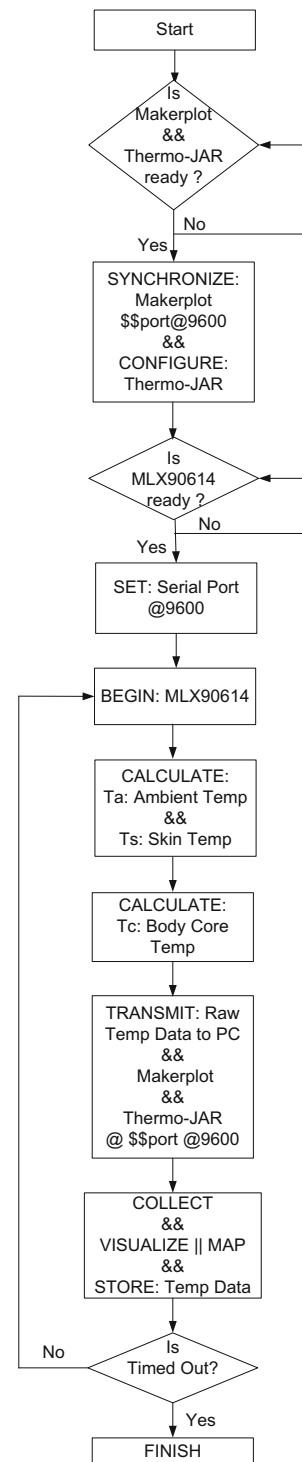 Start
Is
Makerplot
&&
Thermo-JAR
ready ?
No
Yes
SYNCHRONIZE:
Makerplot
$$port@9600
&&
CONFIGURE:
Thermo-JAR
Is
MLX90614
ready ?
No
Yes
SET: Serial Port
@9600
BEGIN: MLX90614
CALCULATE:
Ta: Ambient Temp
&&
Ts: Skin Temp
CALCULATE:
Tc: Body Core
Temp
TRANSMIT: Raw
Temp Data to PC
&&
Makerplot
&&
Thermo-JAR
@ $$port @9600
COLLECT
&&
VISUALIZE || MAP
&&
STORE: Temp Data
Is
Timed Out?
No
Yes
FINISH